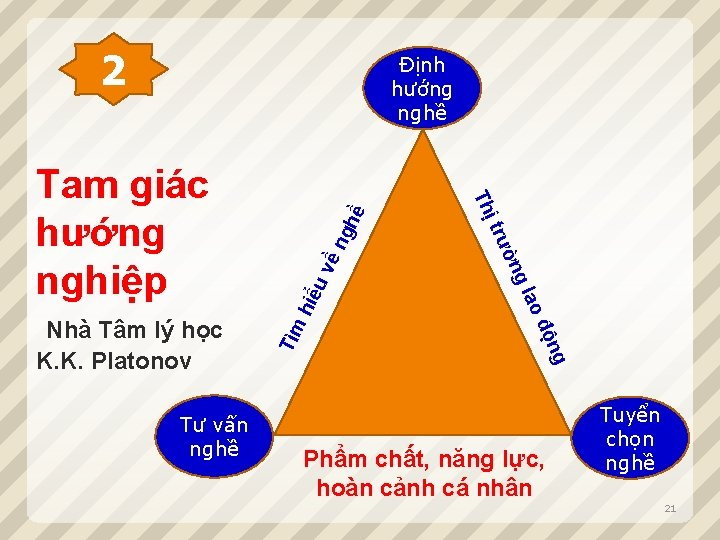 2
Định
hướng
nghề
Tam giác
hướng
nghiệp
Nhà Tâm lý học
K.K. Platonov
Tìm hiểu về nghề
Thị trường lao động
Tư vấn
nghề
Phẩm chất, năng lực,
hoàn cảnh cá nhân
Tuyển
chọn
nghề
21